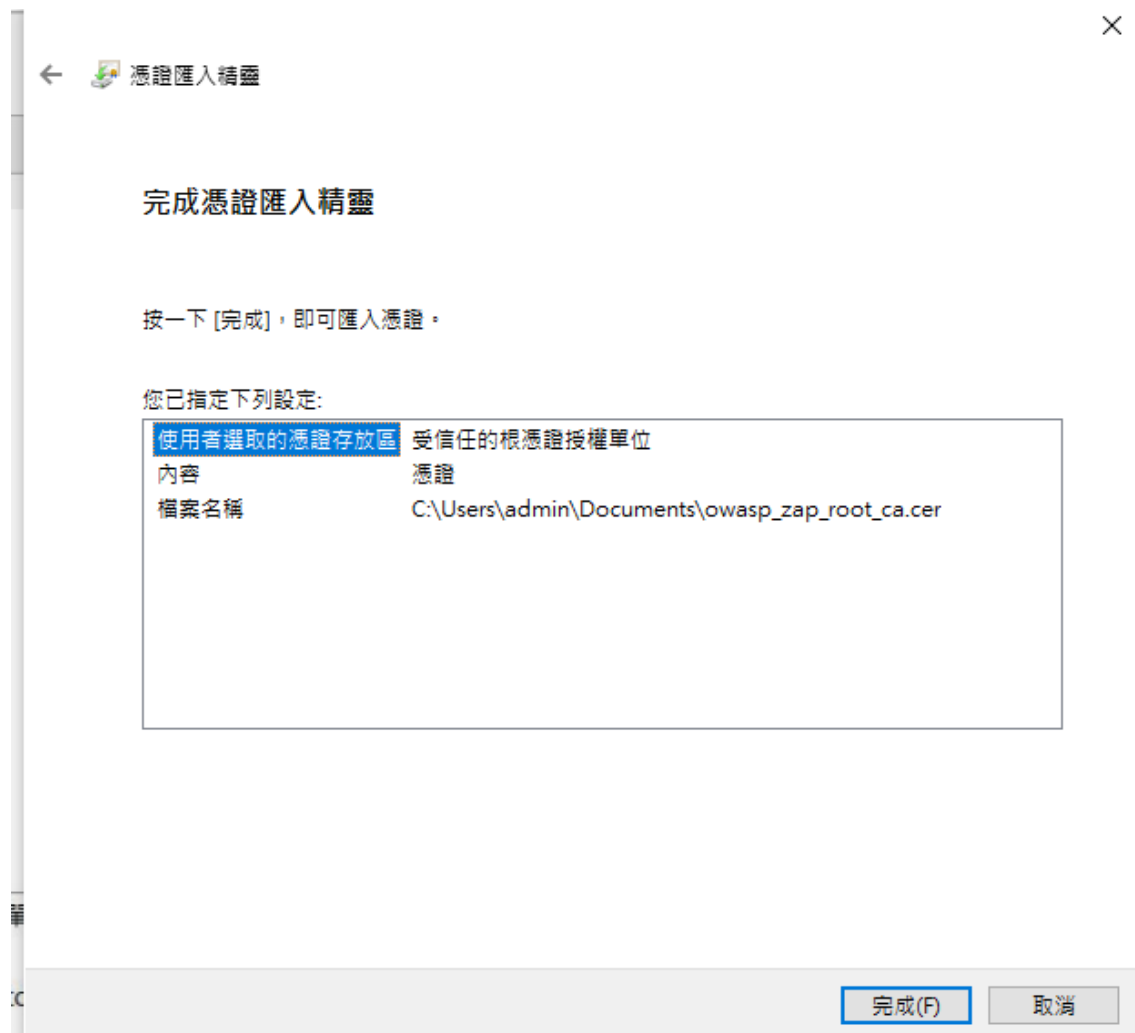 憑證匯入精靈
完成憑證匯入精靈
按一下 [完成]，即可匯入憑證。
您已指定下列設定:
使用者選取的憑證存放區 受信任的根憑證授權單位
內容 憑證
檔案名稱 C:\Users\admin\Documents\owasp_zap_root_ca.cer
完成(F) 取消